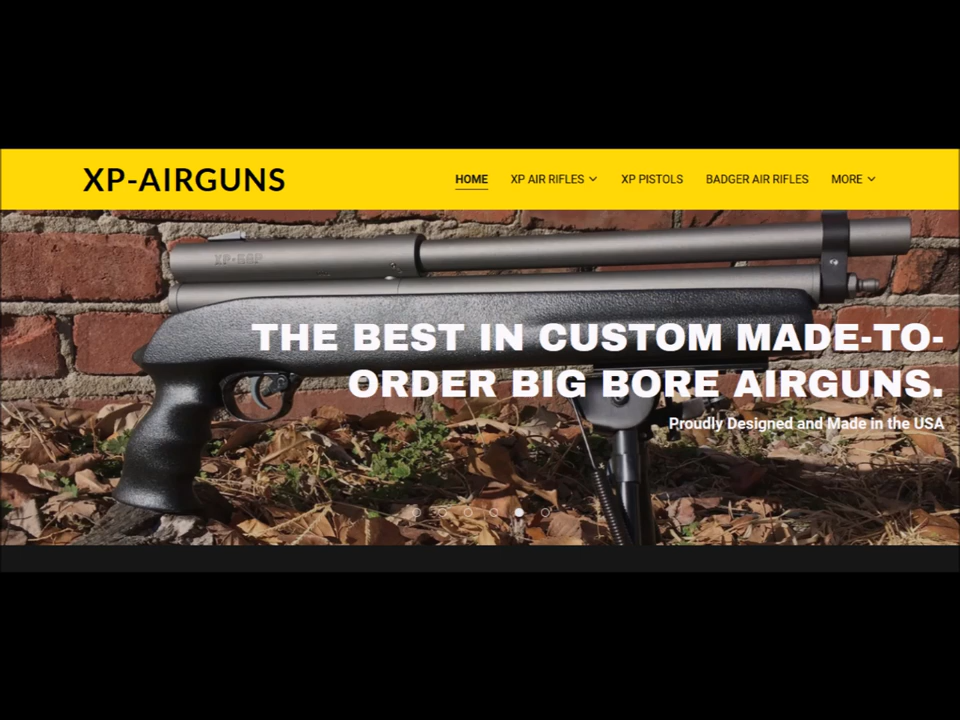 XP-AIRGUNS
HOME XP AIR RIFLES XP PISTOLS BADGER AIR RIFLES MORE
THE BEST IN CUSTOM MADE-TO-
ORDER BIG BORE AIRGUNS.
Proudly Designed and Made in the USA